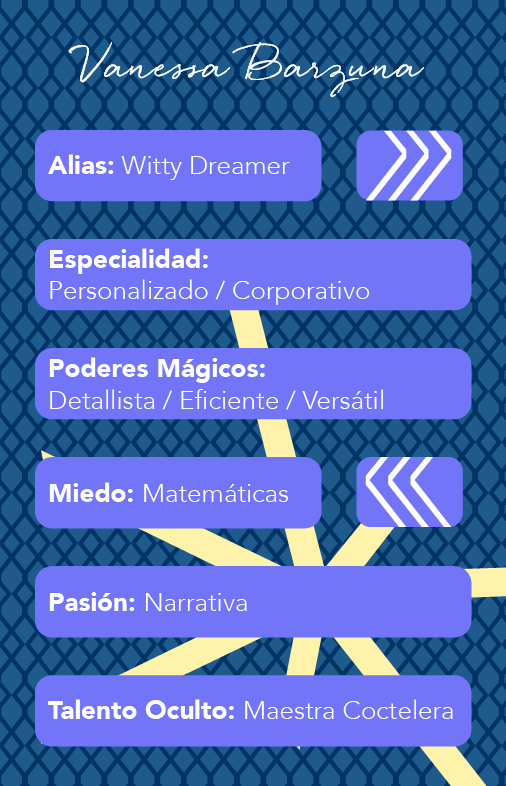 Vanessa Barzuna
Alias: Witty Dreamer
Especialidad:
Personalizado / Corporativo
Poderes Mágicos:
Detallista / Eficiente / Versátil
Miedo: Matemáticas
Pasión: Narrativa
Talento Oculto: Maestra Coctelera